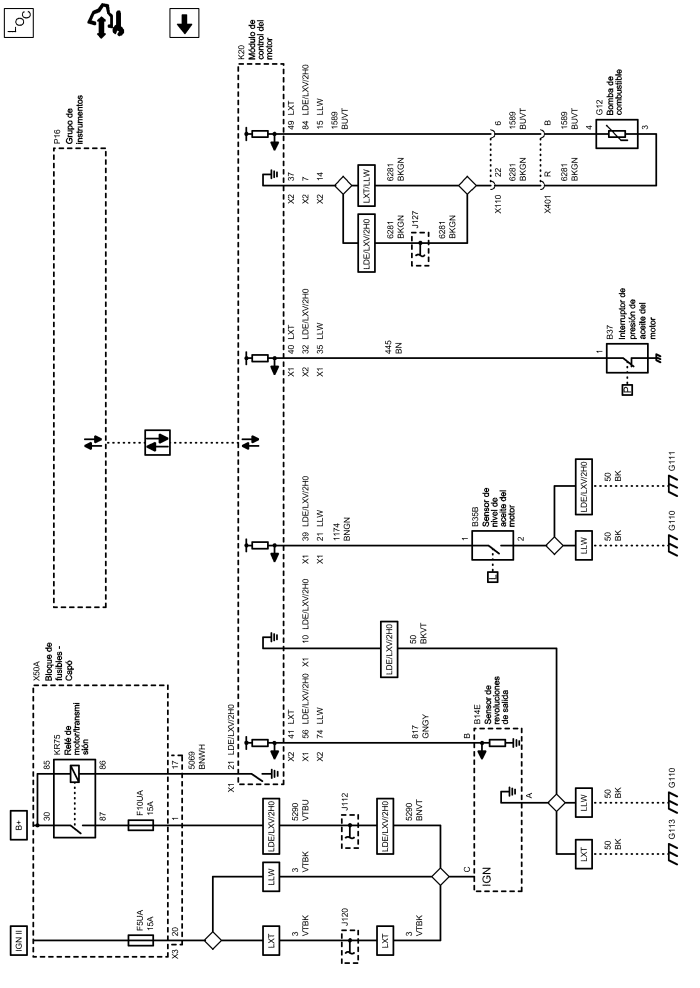 LOC
P16
Grupo de
instrumentos
K20
Módulo de
control del
motor
49 LXT
84 LDE/LXV/2H0
15 LLW
1589
BUVT
X2 37
X2 7
X2 14
LXT/LLW
LDE/LXV/2H0
6281
BKGN
6281
BKGN
J127
6281
BKGN
6
22
X110
1589
BUVT
6281
BKGN
B
R
X401
1589
BUVT
6281
BKGN
4
3
G12
Bomba de
combustible
X1 40 LXT
X2 32 LDE/LXV/2H0
X1 35 LLW
445
BN
1
B37
Interruptor de
presión de
aceite del
motor
P
X1 39 LDE/LXV/2H0
X1 21 LLW
1174
BNGN
1
2
B35B
Sensor de
nivel de
aceite del
motor
L
LDE/LXV/2H0
LLW
50
BK
50
BK
G111
G110
X1 10 LDE/LXV/2H0
LDE/LXV/2H0
50
BKVT
X50A
Bloque de
fusibles -
Capó
KR75
Relé de
motor/transmi
sión
85
86
30
87
B+
IGN II
F10UA
15A
F5UA
15A
17
1
X3 20
5069
BNWH
X1 21 LDE/LXV/2H0
X2 41 LXT
X1 56 LDE/LXV/2H0
X2 74 LLW
817
GNGY
B
B14E
Sensor de
revoluciones
de salida
A
C
IGN
LDE/LXV/2H0
5290
VTBU
J112
LDE/LXV/2H0
5290
BNVT
LLW
3
VTBK
LXT
3
VTBK
J120
LXT
3
VTBK
LLW
LXT
50
BK
50
BK
G110
G113